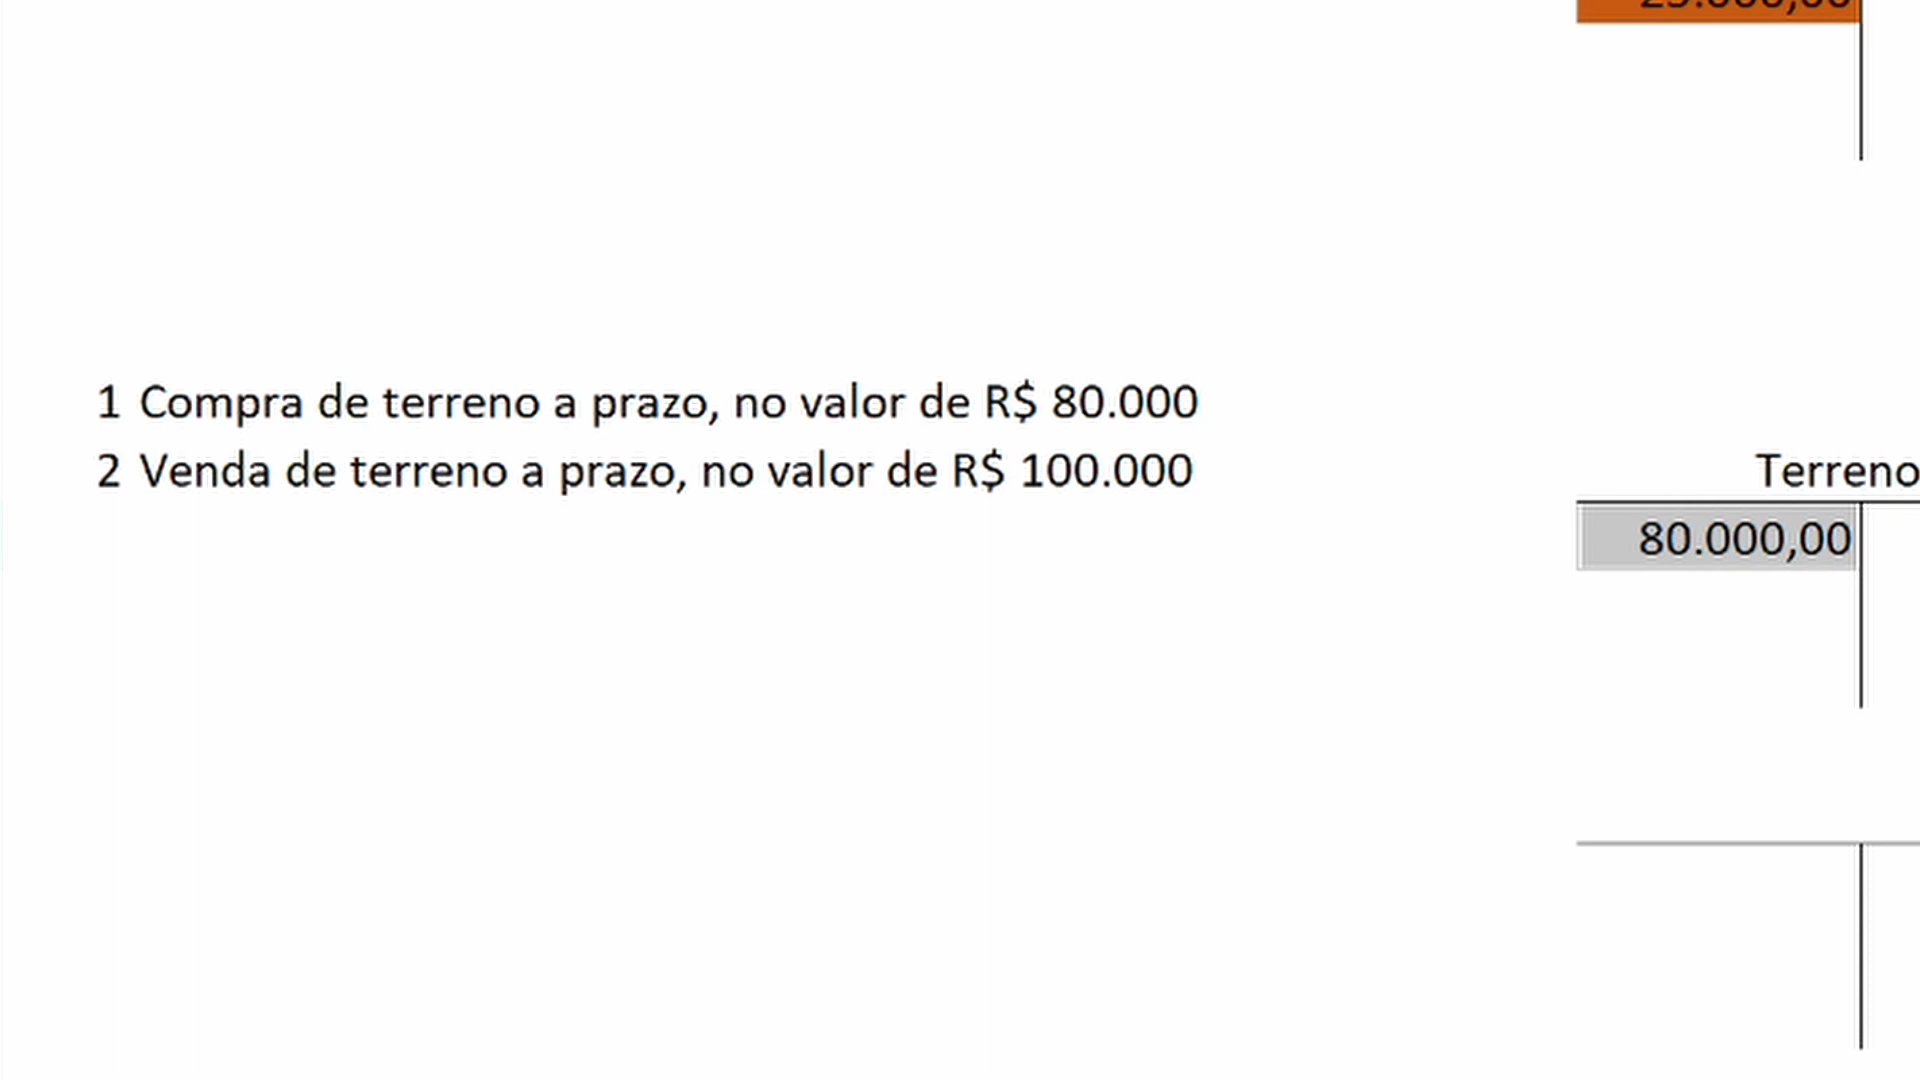 1 Compra de terreno a prazo, no valor de R$ 80.000
2 Venda de terreno a prazo, no valor de R$ 100.000
Terreno
80.000,00